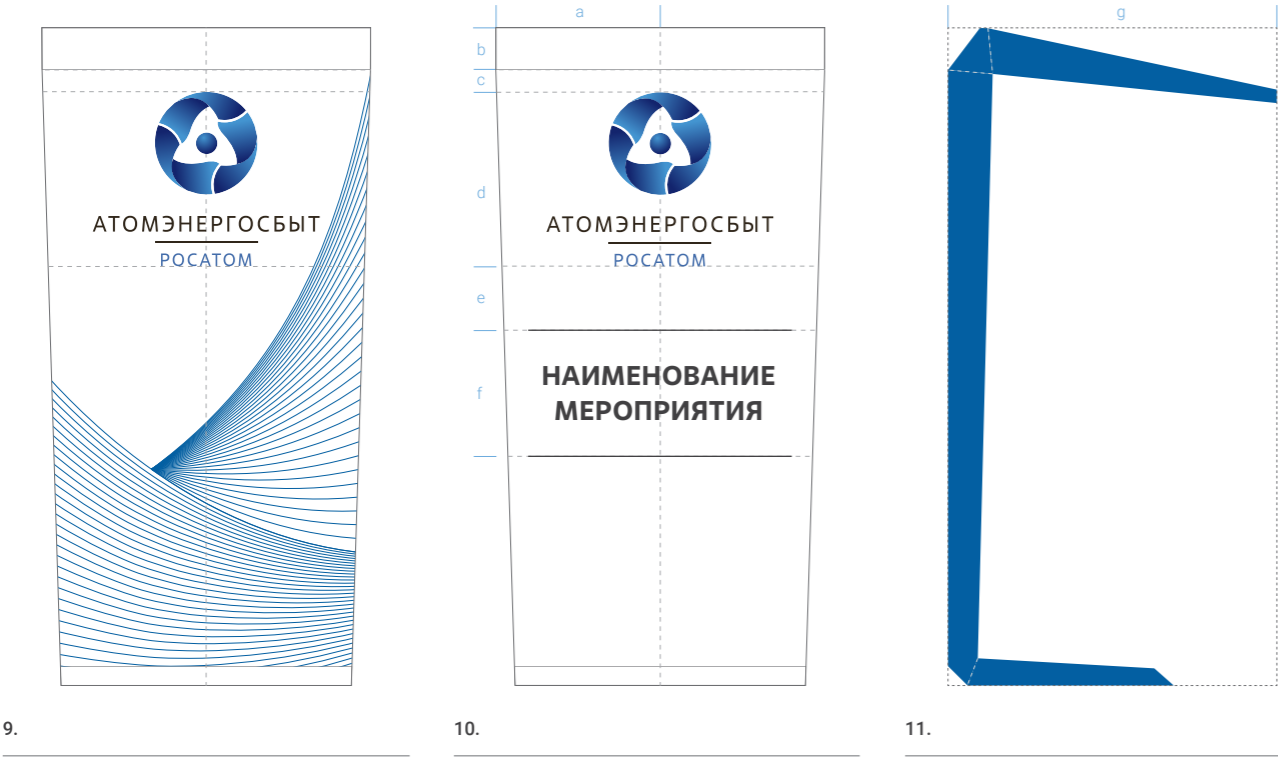 АТОМЭНЕРГОСБЫТ
РОСАТОМ
9.
a
b
c
d
e
f
АТОМЭНЕРГОСБЫТ
РОСАТОМ
НАИМЕНОВАНИЕ
МЕРОПРИЯТИЯ
10.
g
11.